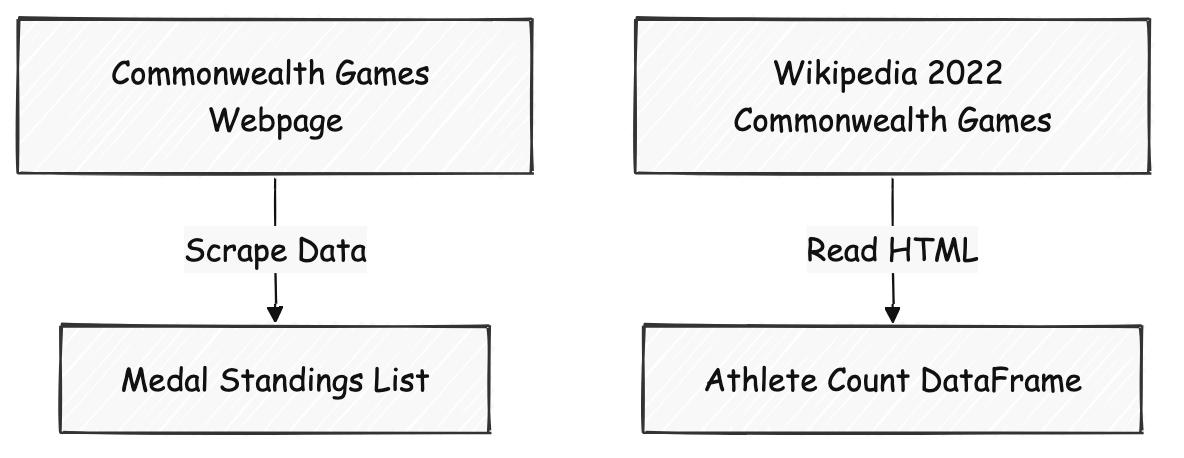 Commonwealth Games
Webpage
Scrape Data
Medal Standings List
Wikipedia 2022
Commonwealth Games
Read HTML
Athlete Count DataFrame